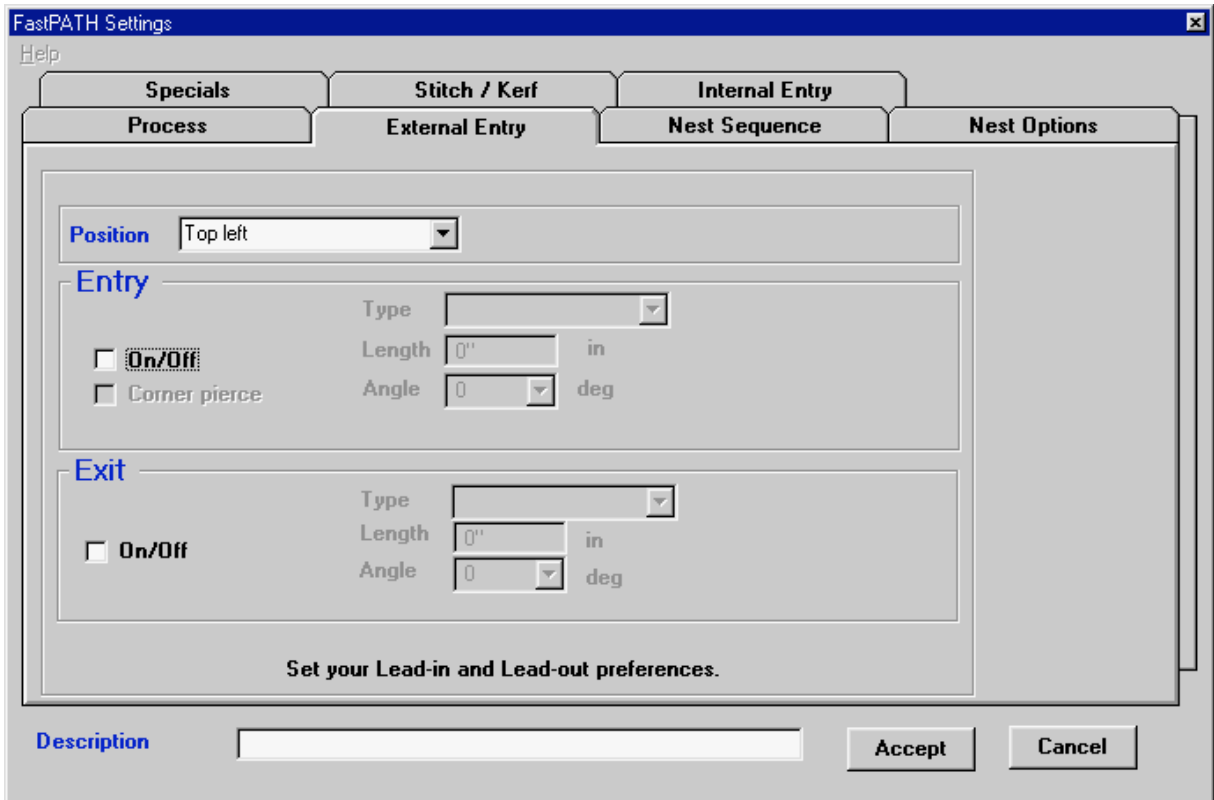 FastPATH Settings
Help
Specials Stitch / Kerf Internal Entry
Process External Entry Nest Sequence Nest Options
Position Top left
Entry
Type
On/Off
Length 0" in
Corner pierce
Angle 0 deg
Exit
Type
Length 0" in
On/Off
Angle 0 deg
Set your Lead-in and Lead-out preferences.
Description Accept Cancel